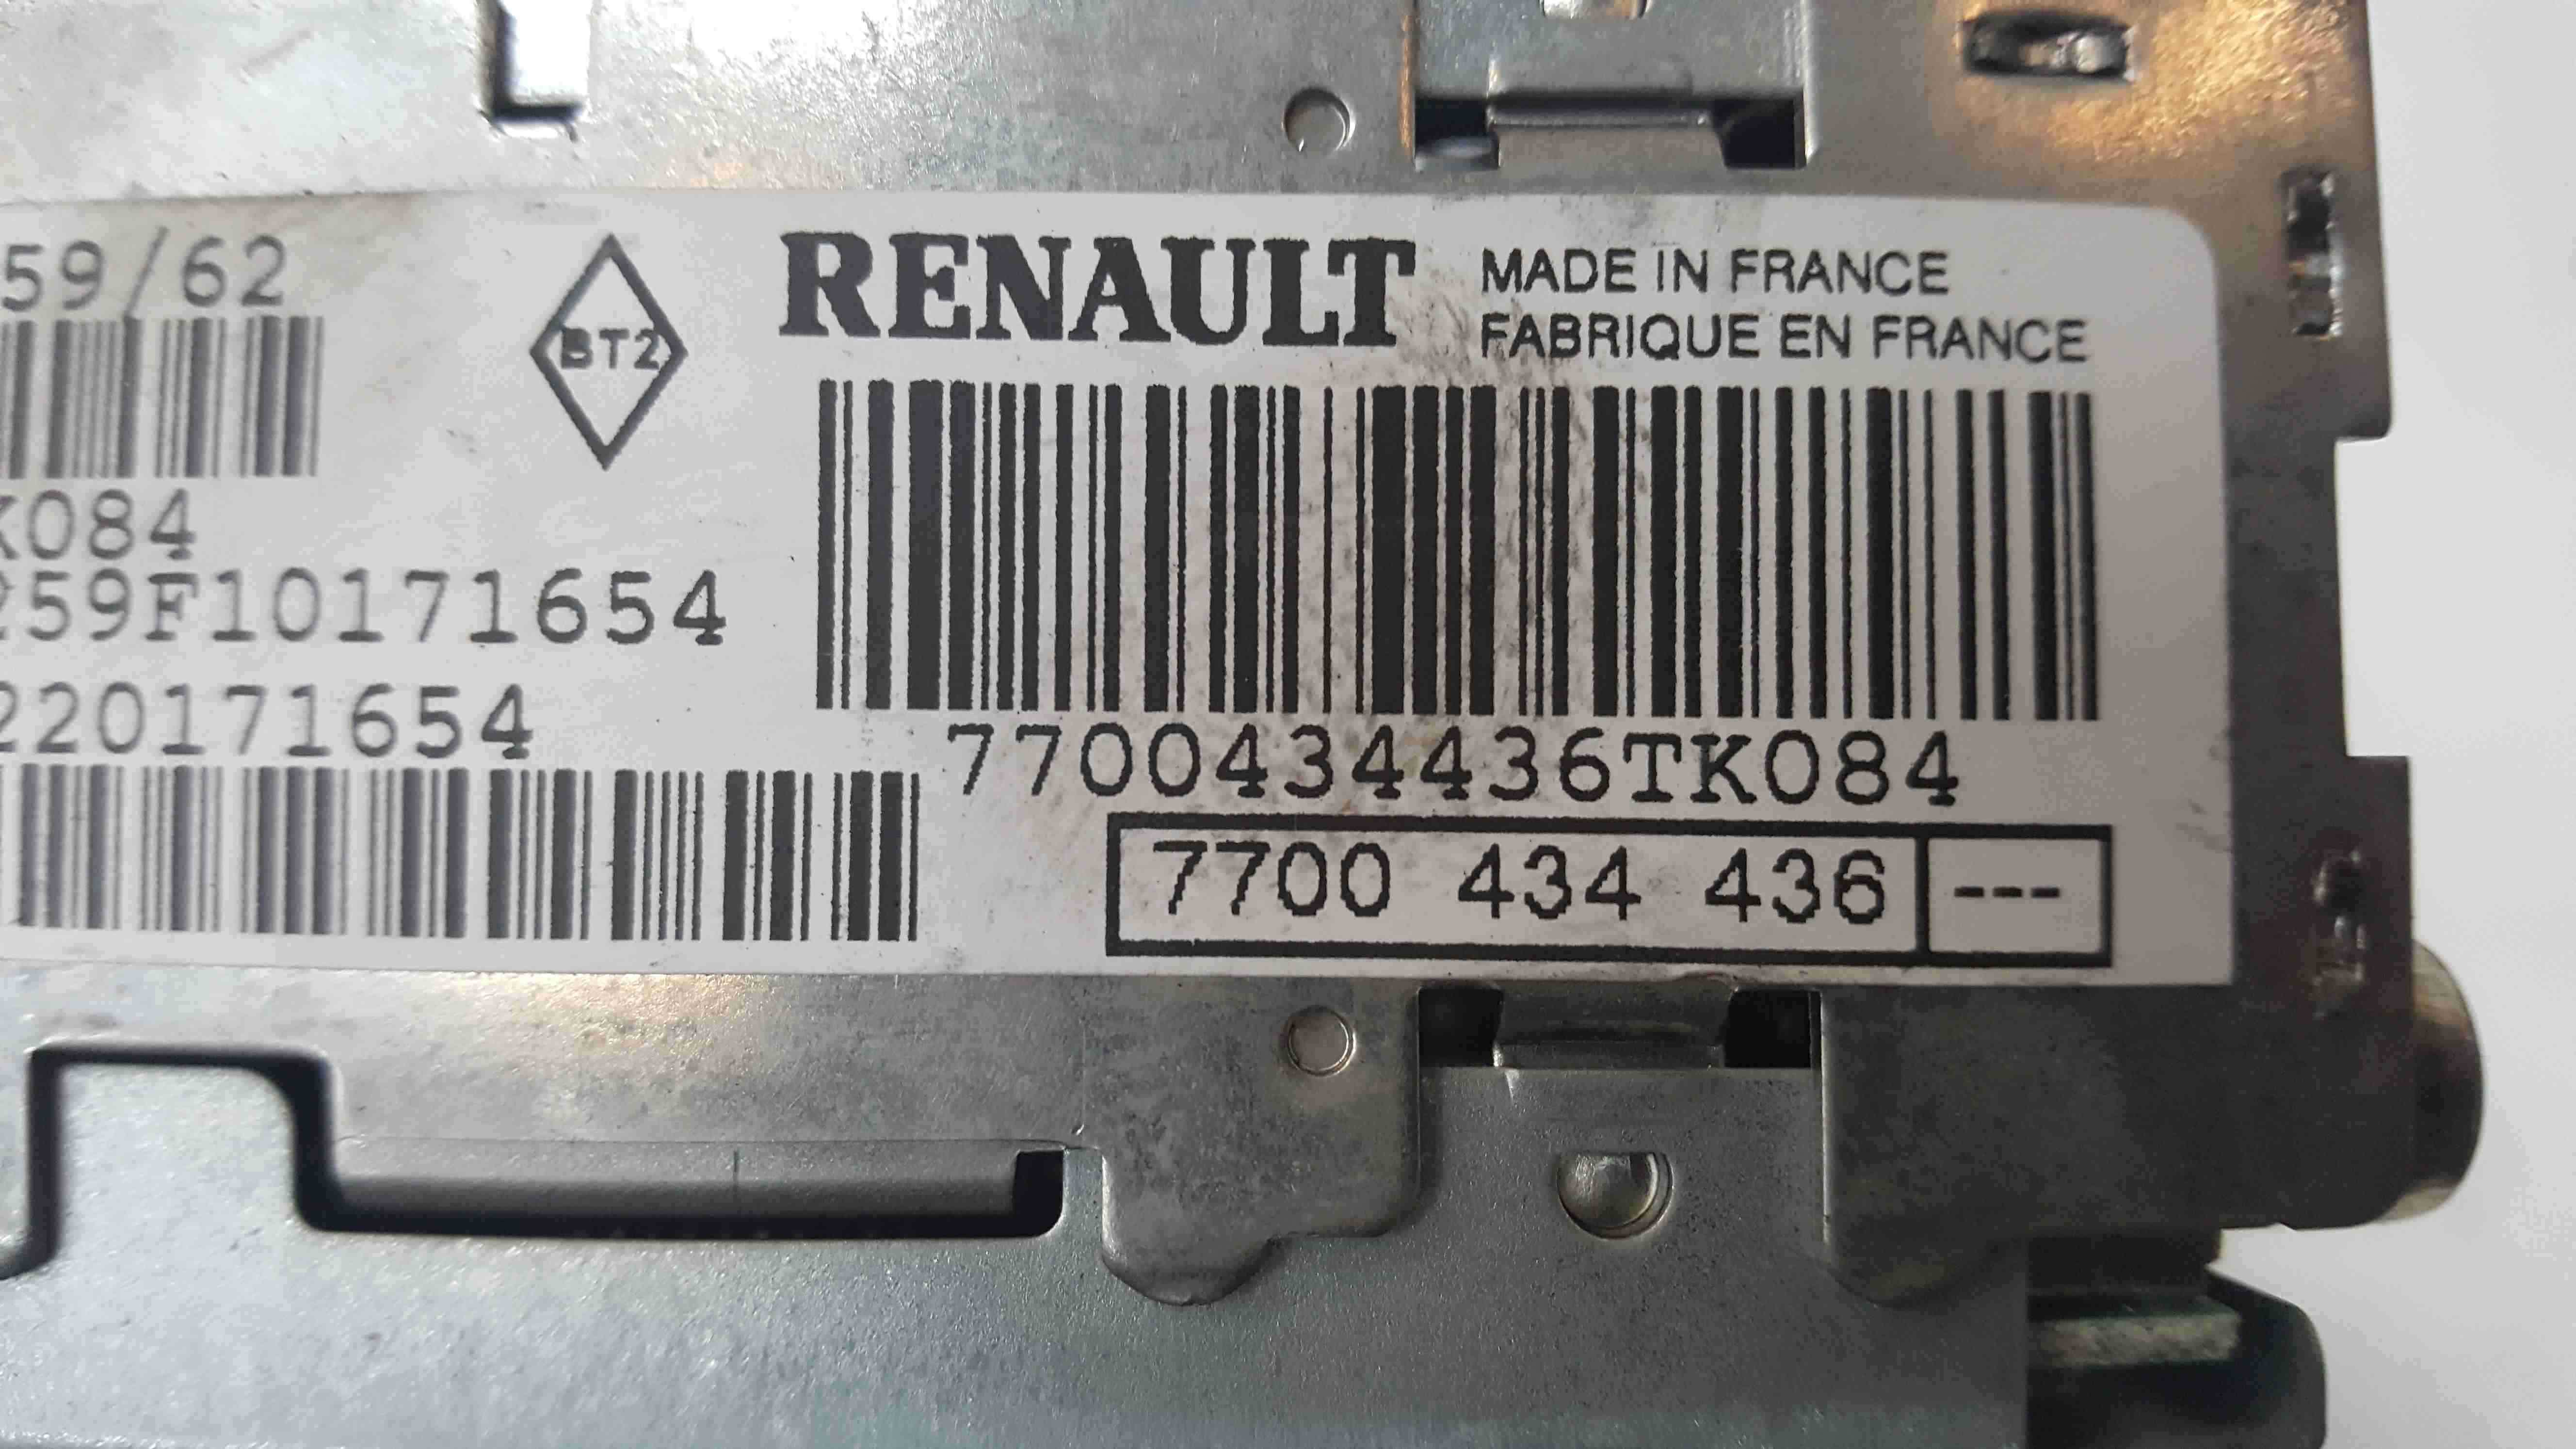 59/62
BT2
RENAULT
MADE IN FRANCE
FABRIQUE EN FRANCE
K084
259F10171654
220171654
7700434436TK084
7700 434 436 ---